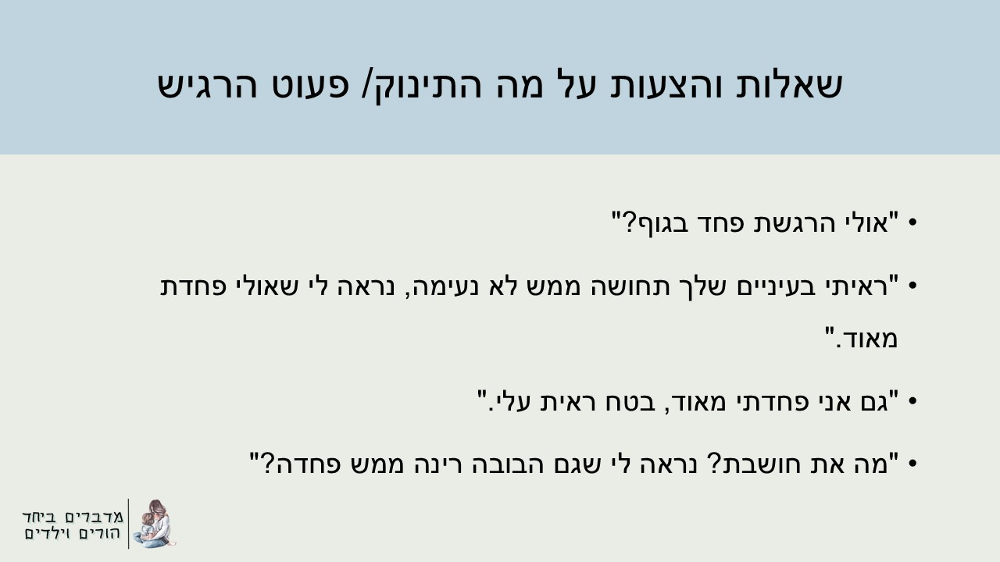 שאלות והצעות על מה התינוק/ פעוט הרגיש
• "אולי הרגשת פחד בגוף?"
• "ראיתי בעיניים שלך תחושה ממש לא נעימה, נראה לי שאולי פחדת
מאוד."
• "גם אני פחדתי מאוד, בטח ראית עלי."
• "מה את חושבת? נראה לי שגם הבובה רינה ממש פחדה?"
מדברים ביחד
הורים וילדים